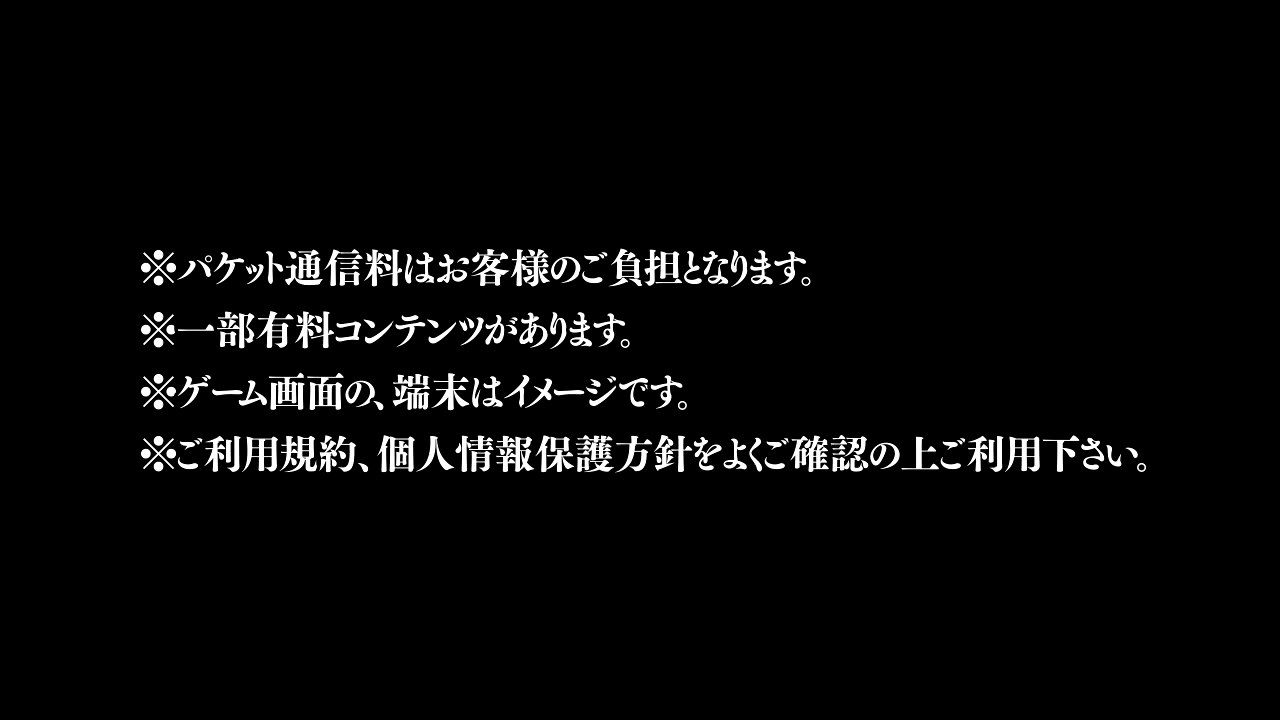 ※パケット通信料はお客様のご負担となります。
※一部有料コンテンツがあります。
※ゲーム画面の、端末はイメージです。
※ご利用規約、個人情報保護方針をよくご確認の上ご利用下さい。